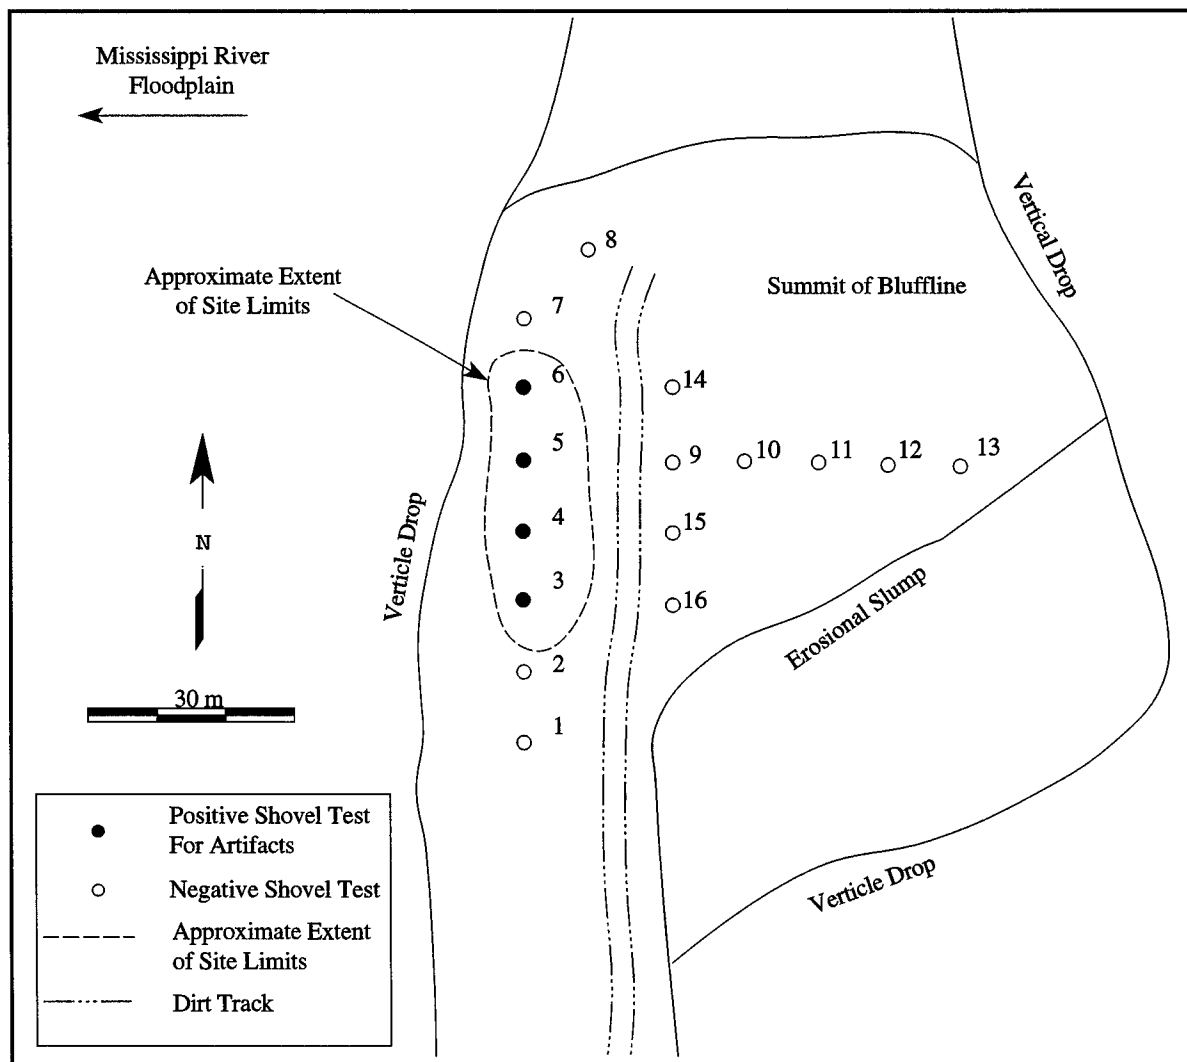 Mississippi River
Floodplain
Vertical Drop
8
Approximate Extent
of Site Limits
Summit of Bluffline
7
6
14
5
9
10
11
12
13
4
15
N
Verticle Drop
3
16
Erosional Slump
2
30 m
1
Positive Shovel Test
For Artifacts
Negative Shovel Test
Approximate Extent
of Site Limits
Dirt Track
Verticle Drop